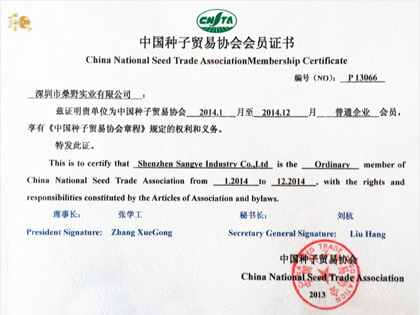 CNSTA
中国种子贸易协会会员证书
China National Seed Trade AssociationMembership Certificate
编号（NO）： P 13066
深圳市桑野实业有限公司 ：
兹证明贵单位为中国种子贸易协会 2014.1 月至 2014.12 月 普通企业 会员，
享有《中国种子贸易协会章程》规定的权利和义务。
特发此证。
This is to certify that Shenzhen Sangye Industry Co.,Ltd is the Ordinary member of
China National Seed Trade Association from 1.2014 to 12.2014, with the rights and
responsibilities constituted by the Articles of Association and bylaws.
理事长： 张学工 秘书长： 刘杭
President Signature: Zhang XueGong Secretary General Signature: Liu Hang
中国种子贸易协会
China National Seed Trade Association
2013